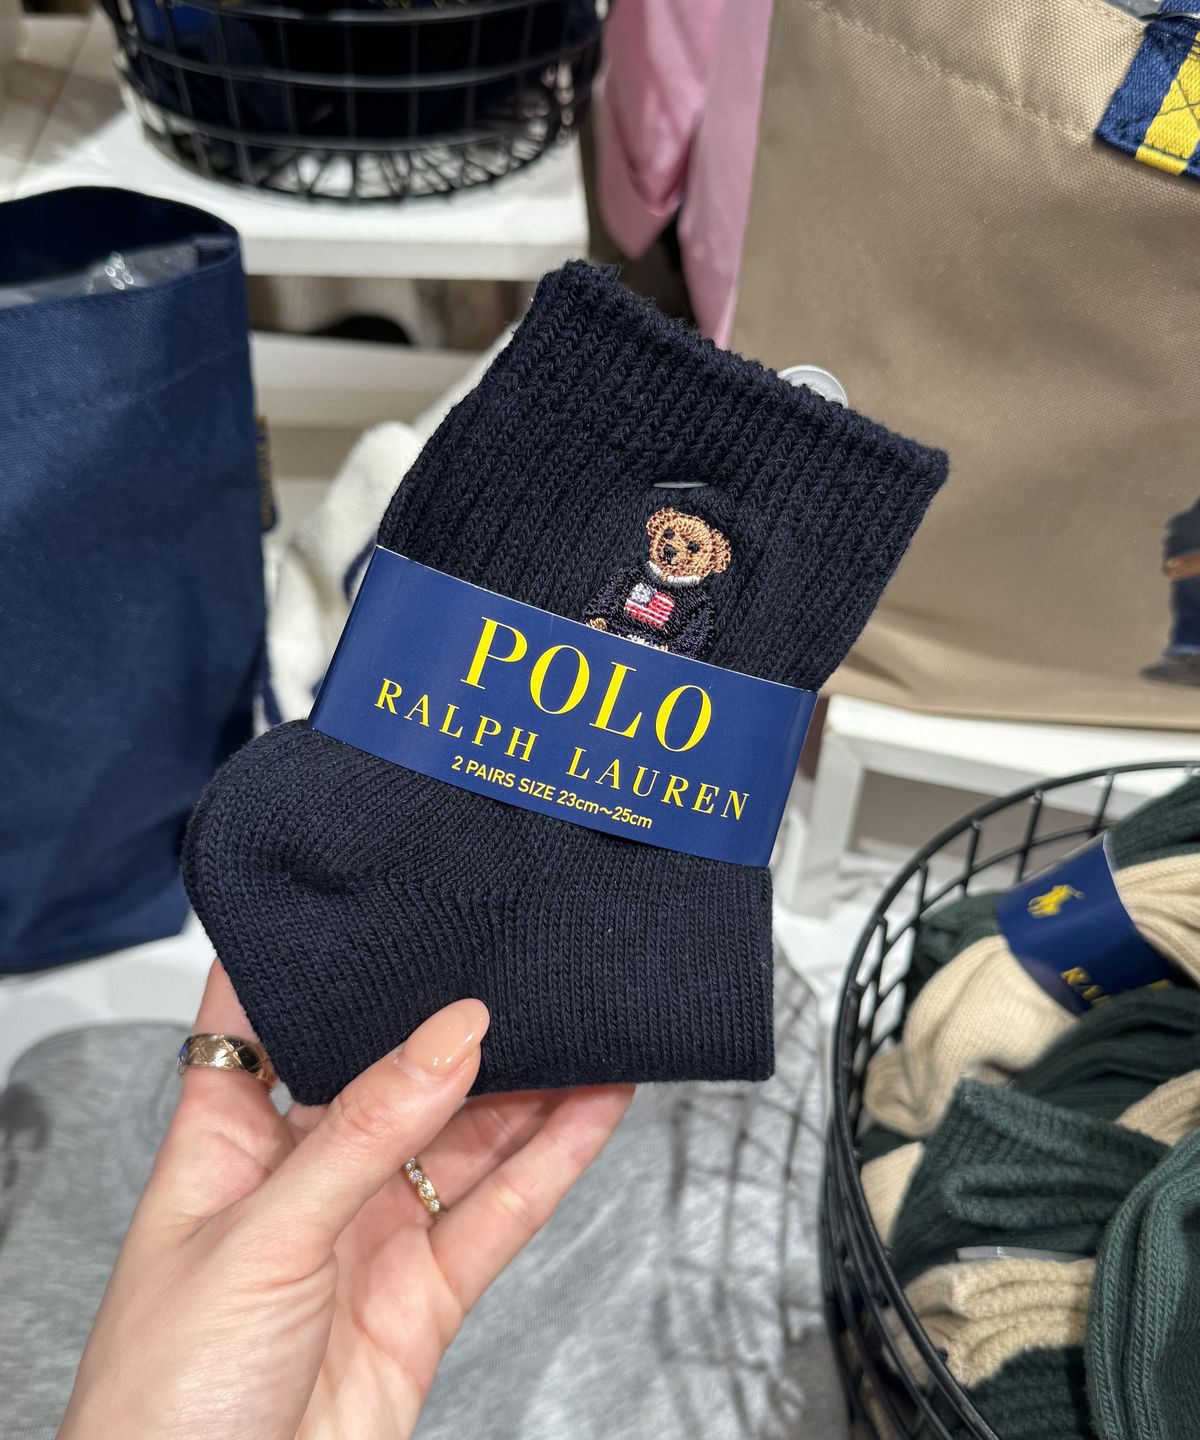 POLO
RALPH LAUREN
2 PAIRS SIZE 23cm～25cm